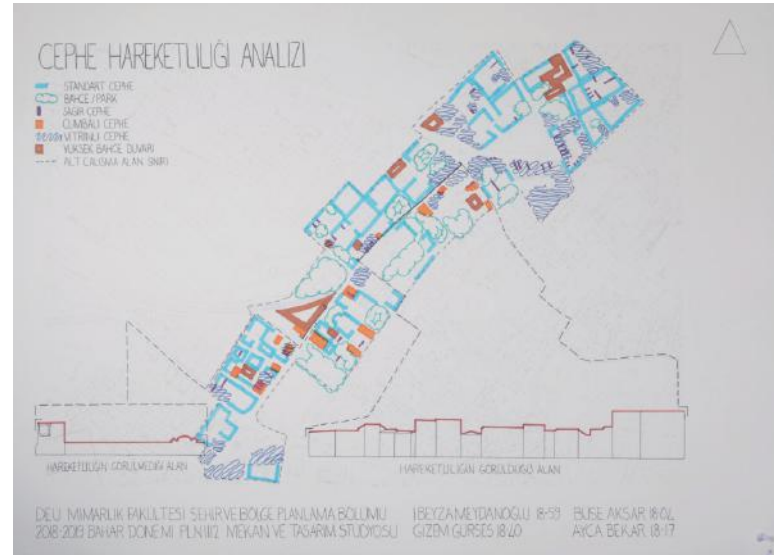 CEPHE HAREKETLİLİĞİ ANALİZİ
STANDART CEPHE
BAHÇE/PARK
SAĞIR CEPHE
CUMBALI CEPHE
VİTRİNLİ CEPHE
YÜKSEK BAHÇE DUVARI
ALT ÇALIŞMA ALAN SINIRI
HAREKETLİLİĞİN GÖRÜLMEDİĞİ ALAN
HAREKETLİLİĞİN GÖRÜLDÜĞÜ ALAN
DEU MİMARLIK FAKÜLTESİ ŞEHİR VE BÖLGE PLANLAMA BÖLÜMÜ
2018-2019 BAHAR DÖNEMİ PLN 1112 MEKAN VE TASARIM STÜDYOSU
İBEYZA MEYDANOĞLU 18-59
GİZEM GÜRSES 18-40
BUSE AKSAR 18-04
AYÇA BEKAR 18-17